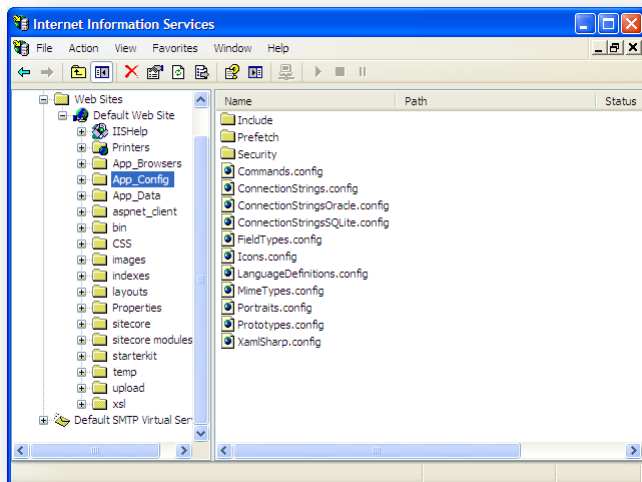 Internet Information Services
File Action View Favorites Window Help
Web Sites
Default Web Site
IISHelp
Printers
App_Browsers
App_Config
App_Data
aspnet_client
bin
CSS
images
indexes
layouts
Properties
sitecore
sitecore modules
starterkit
temp
upload
xsl
Default SMTP Virtual Ser
Name Path Status
Include
Prefetch
Security
Commands.config
ConnectionStrings.config
ConnectionStringsOracle.config
ConnectionStringsSQLite.config
FieldTypes.config
Icons.config
LanguageDefinitions.config
MimeTypes.config
Portraits.config
Prototypes.config
XamlSharp.config